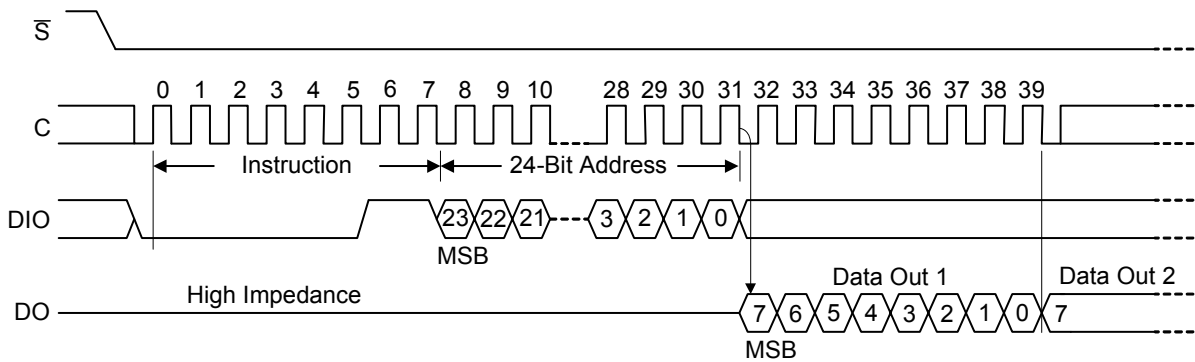 S̅
0 1 2 3 4 5 6 7 8 9 10 28 29 30 31 32 33 34 35 36 37 38 39
C
Instruction 24-Bit Address
DIO 23 22 21 3 2 1 0
MSB
High Impedance Data Out 1 Data Out 2
DO 7 6 5 4 3 2 1 0 7
MSB